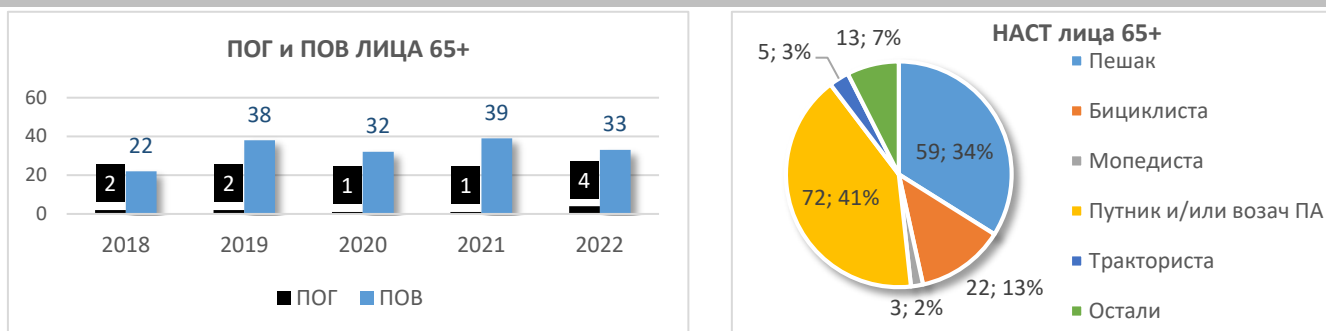 ПОГ и ПОВ ЛИЦА 65+
60
40
20
0
22
38
32
39
33
2
2
1
1
4
2018
2019
2020
2021
2022
ПОГ
ПОВ
НАСТ лица 65+
5; 3%
13; 7%
59; 34%
72; 41%
22; 13%
3; 2%
Пешак
Бициклиста
Мопедиста
Путник и/или возач ПА
Тракториста
Остали